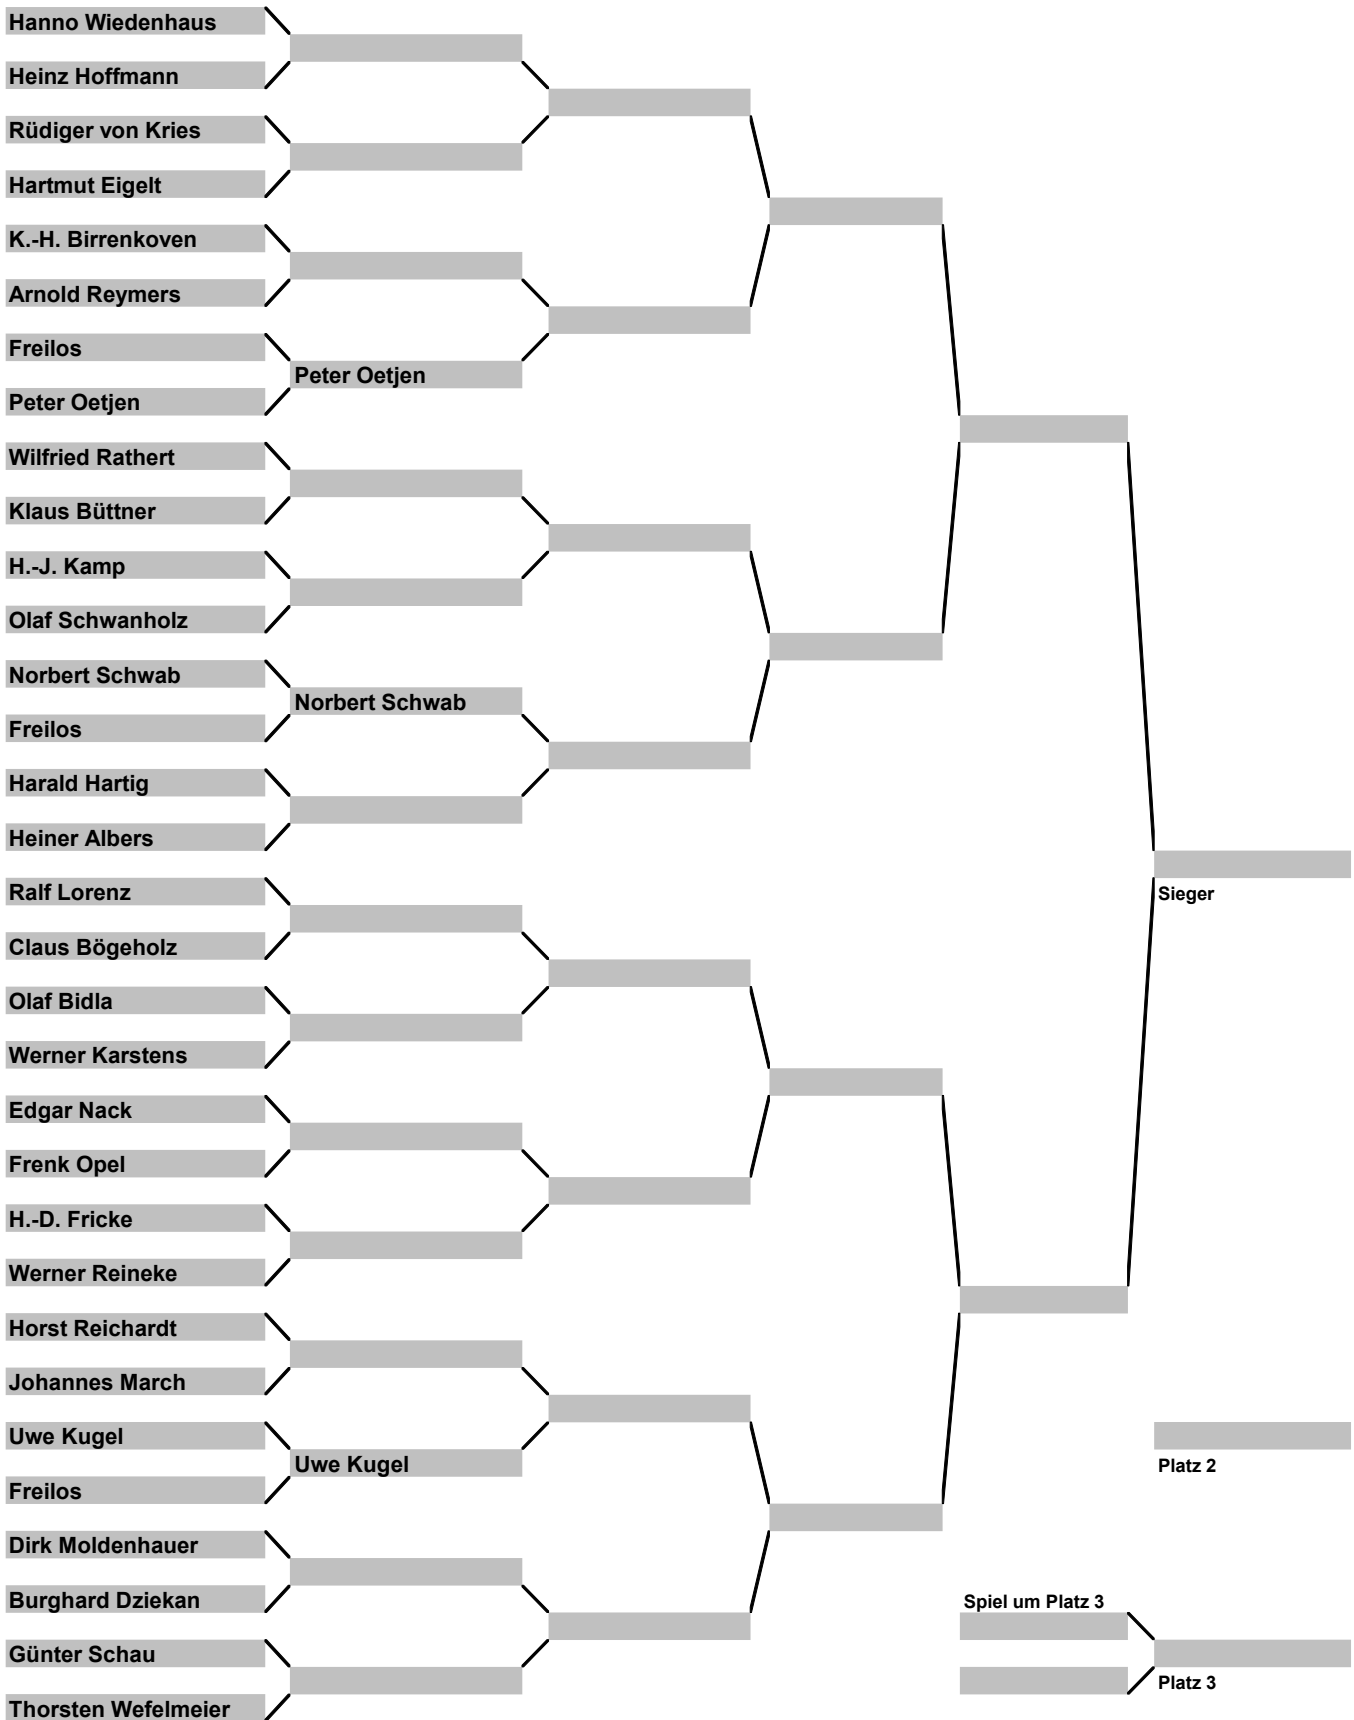 Hanno Wiedenhaus
Heinz Hoffmann
Rüdiger von Kries
Hartmut Eigelt
K.-H. Birrenkoven
Arnold Reymers
Freilos
Peter Oetjen
Peter Oetjen
Wilfried Rathert
Klaus Büttner
H.-J. Kamp
Olaf Schwanholz
Norbert Schwab
Norbert Schwab
Freilos
Harald Hartig
Heiner Albers
Ralf Lorenz
Sieger
Claus Bögeholz
Olaf Bidla
Werner Karstens
Edgar Nack
Frenk Opel
H.-D. Fricke
Werner Reineke
Horst Reichardt
Johannes March
Uwe Kugel
Uwe Kugel
Platz 2
Freilos
Dirk Moldenhauer
Burghard Dziekan
Spiel um Platz 3
Günter Schau
Platz 3
Thorsten Wefelmeier